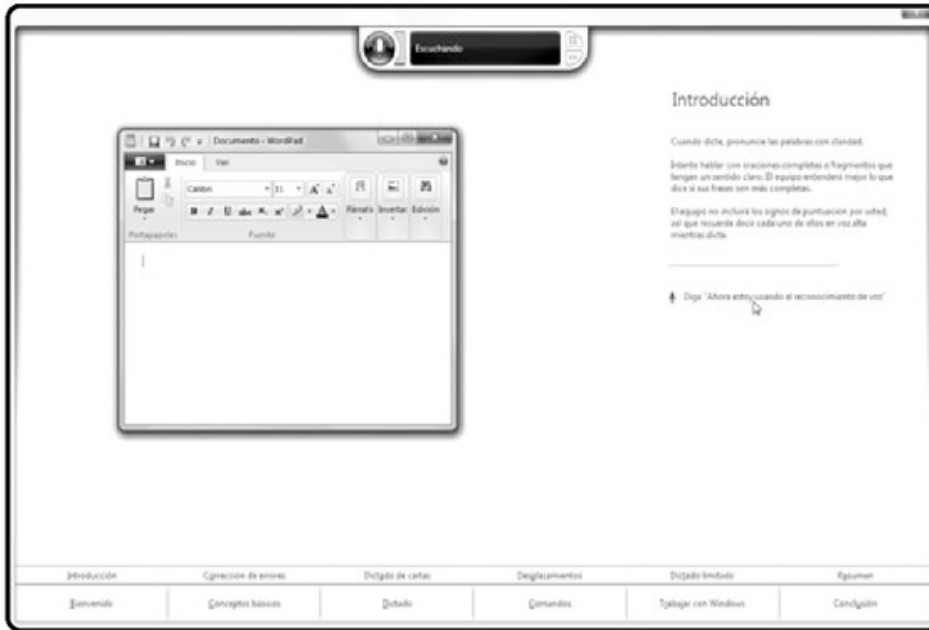 Escuchando
Documento - WordPad
Inicio Ver
Calibri 11
Pegar
N K S abc X₂ X² A
Párrafo Insertar Edición
Portapapeles Fuente
Introducción
Cuando dicte, pronuncie las palabras con claridad.
Intente hablar con oraciones completas o fragmentos que
tengan un sentido claro. El equipo entenderá mejor lo que
dice si sus frases son más completas.
El equipo no incluirá los signos de puntuación por usted,
así que recuerde decir cada uno de ellos en voz alta
mientras dicta.
Diga "Ahora estoy usando el reconocimiento de voz"
Introducción Corrección de errores Dictado de cartas Desplazamientos Dictado limitado Resumen
Bienvenido Conceptos básicos Dictado Comandos Trabajar con Windows Conclusión